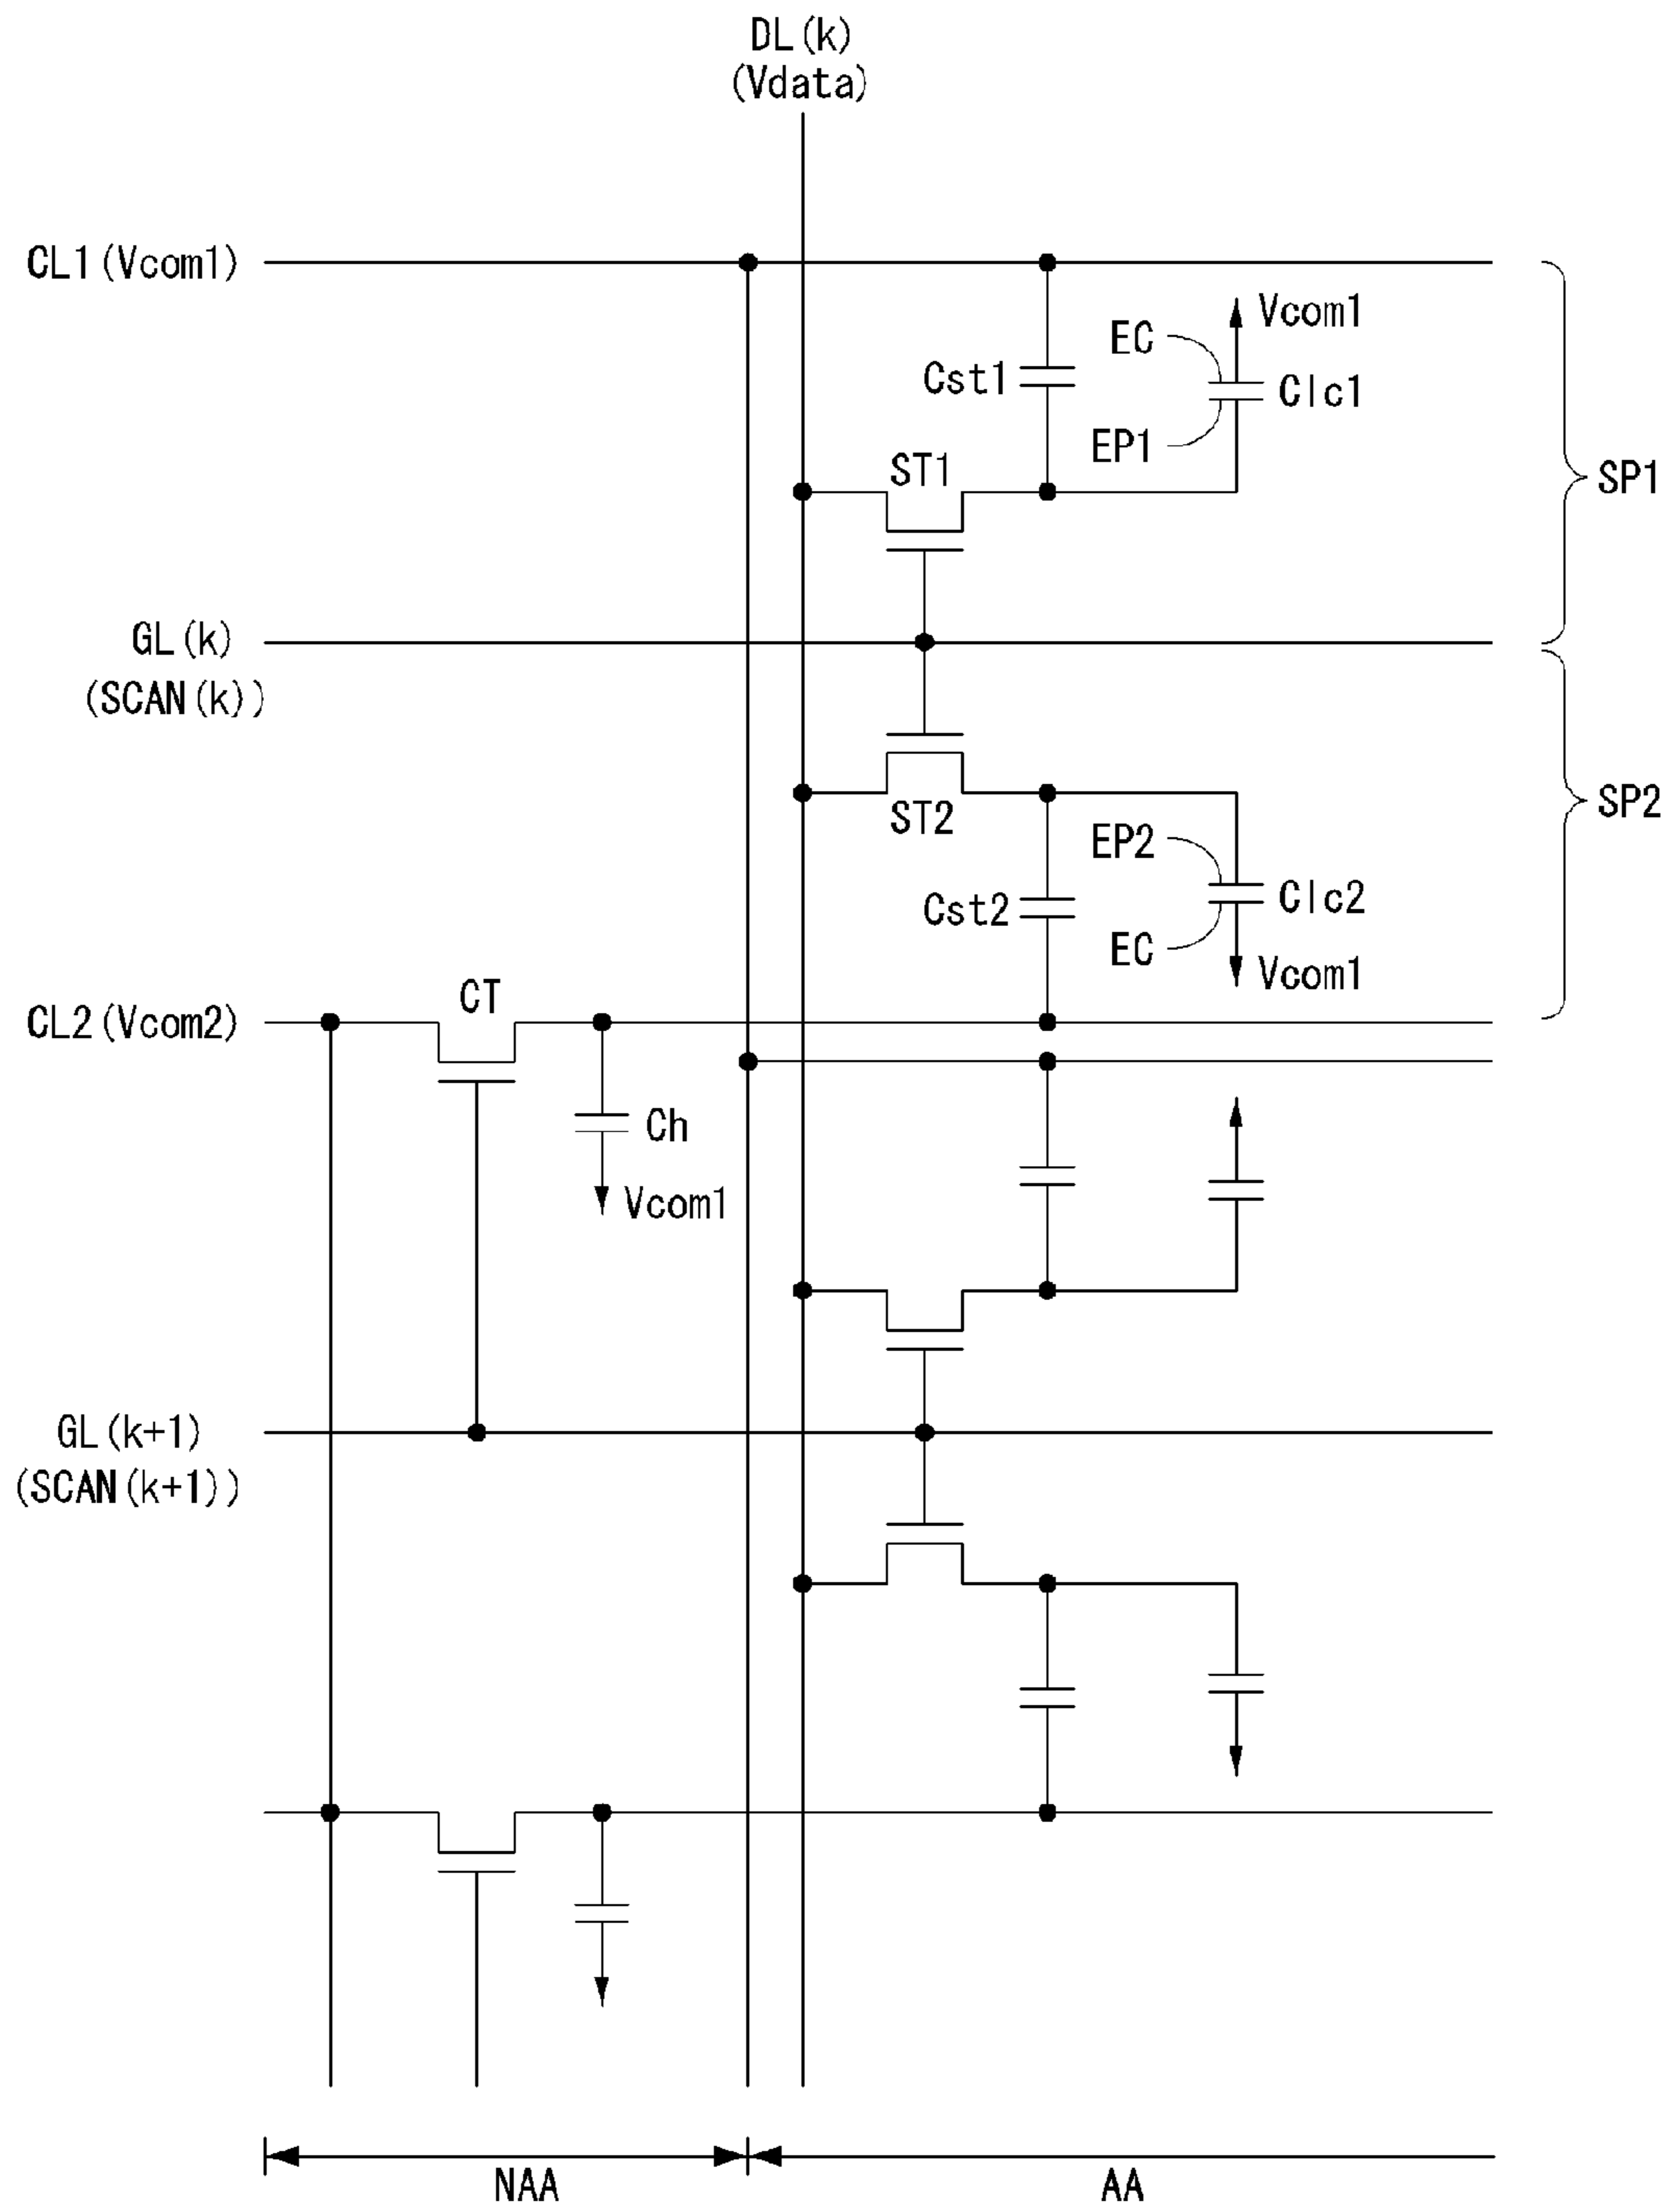 DL(k)
(Vdata)
CL1(Vcom1)
Vcom1
EC
Cst1
Clc1
EP1
ST1
SP1
GL(k)
(SCAN(k))
SP2
ST2
EP2
Clc2
Cst2
EC
Vcom1
CT
CL2(Vcom2)
Ch
Vcom1
GL(k+1)
(SCAN(k+1))
NAA
AA